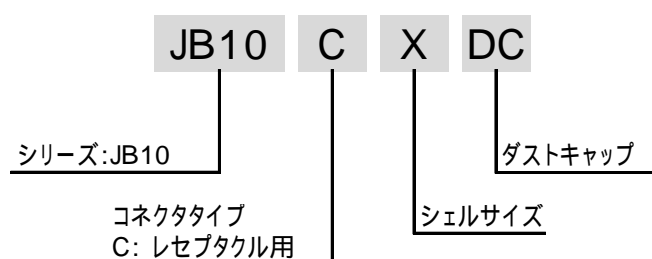 JB10 C X DC
シリーズ:JB10
ダストキャップ
コネクタタイプ
C: レセプタクル用
シェルサイズ